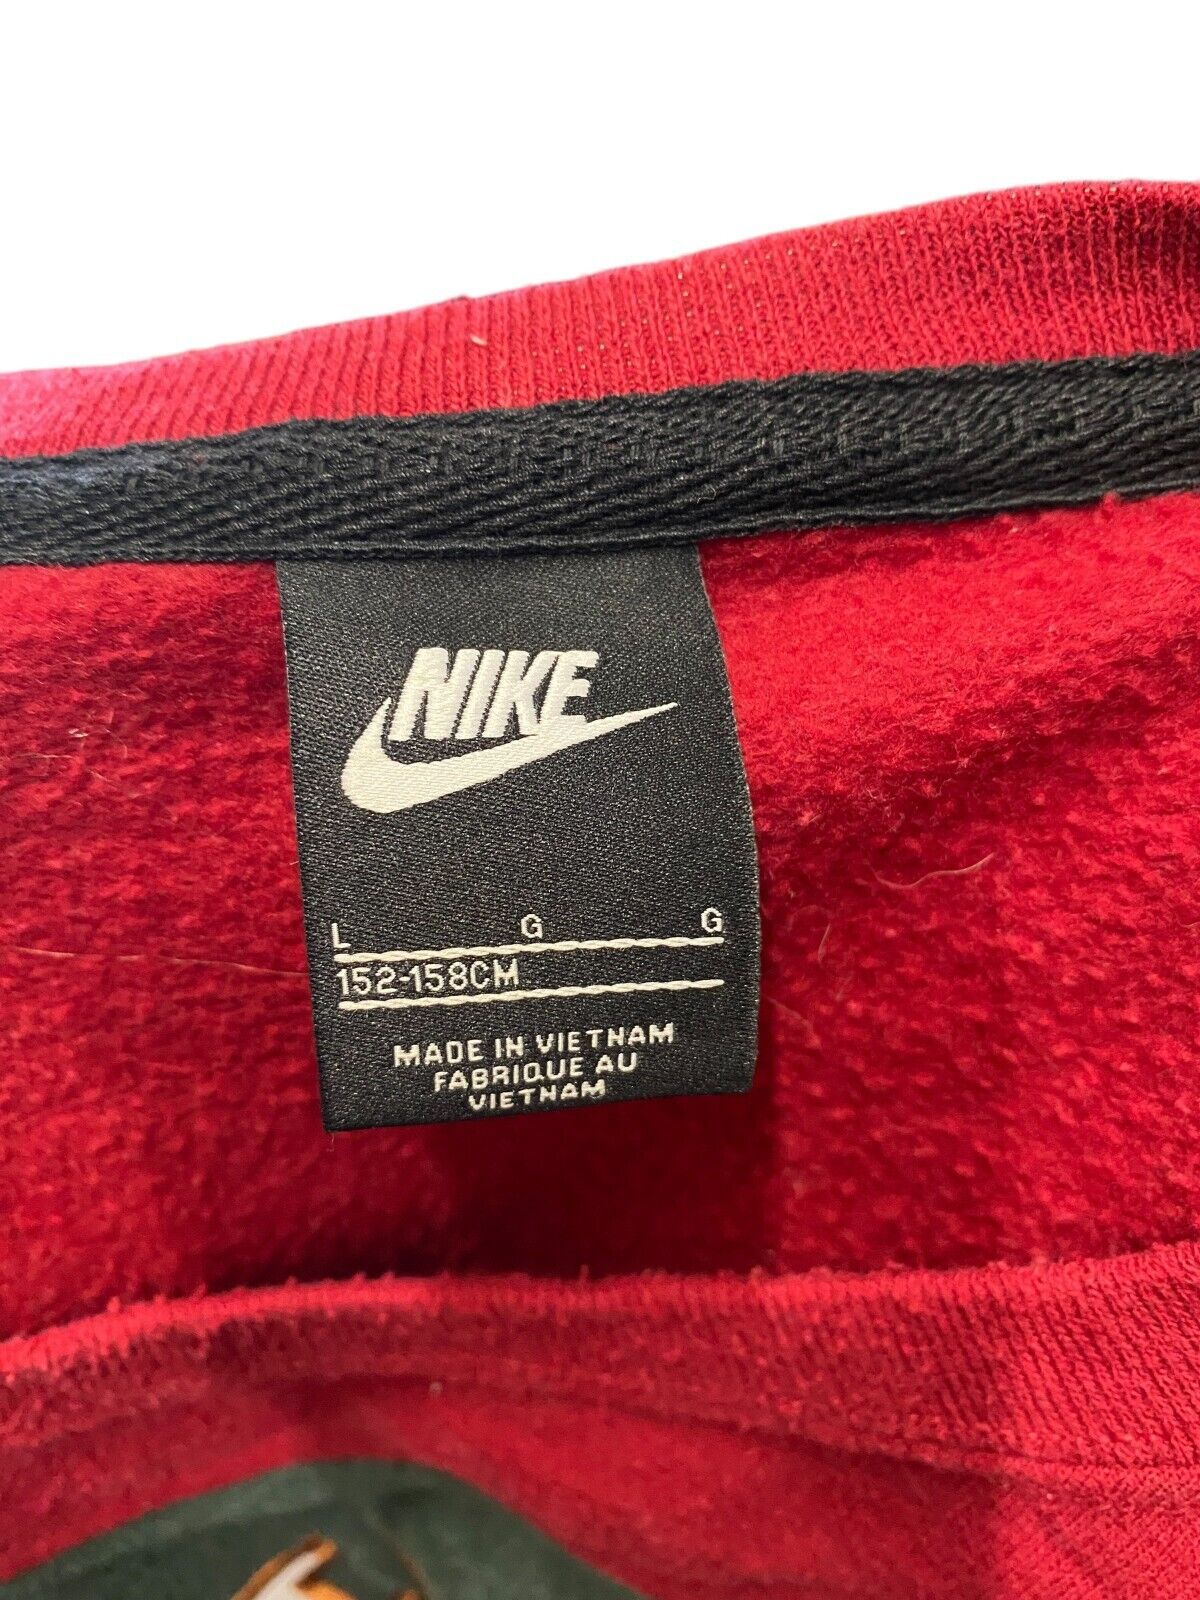 NIKE
L G G
152-158CM
MADE IN VIETNAM
FABRIQUE AU
VIETNAM